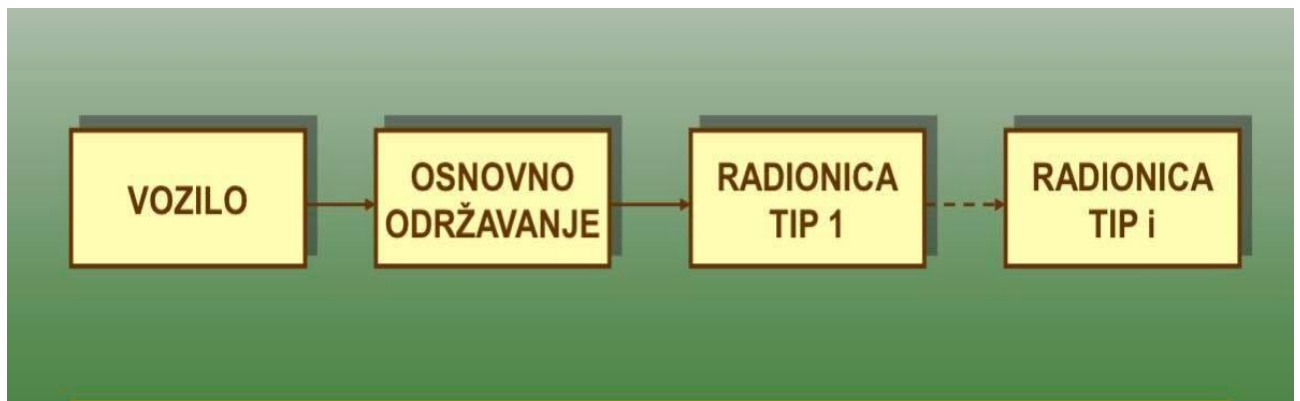 VOZILO
OSNOVNO
ODRŽAVANJE
RADIONICA
TIP 1
RADIONICA
TIP i